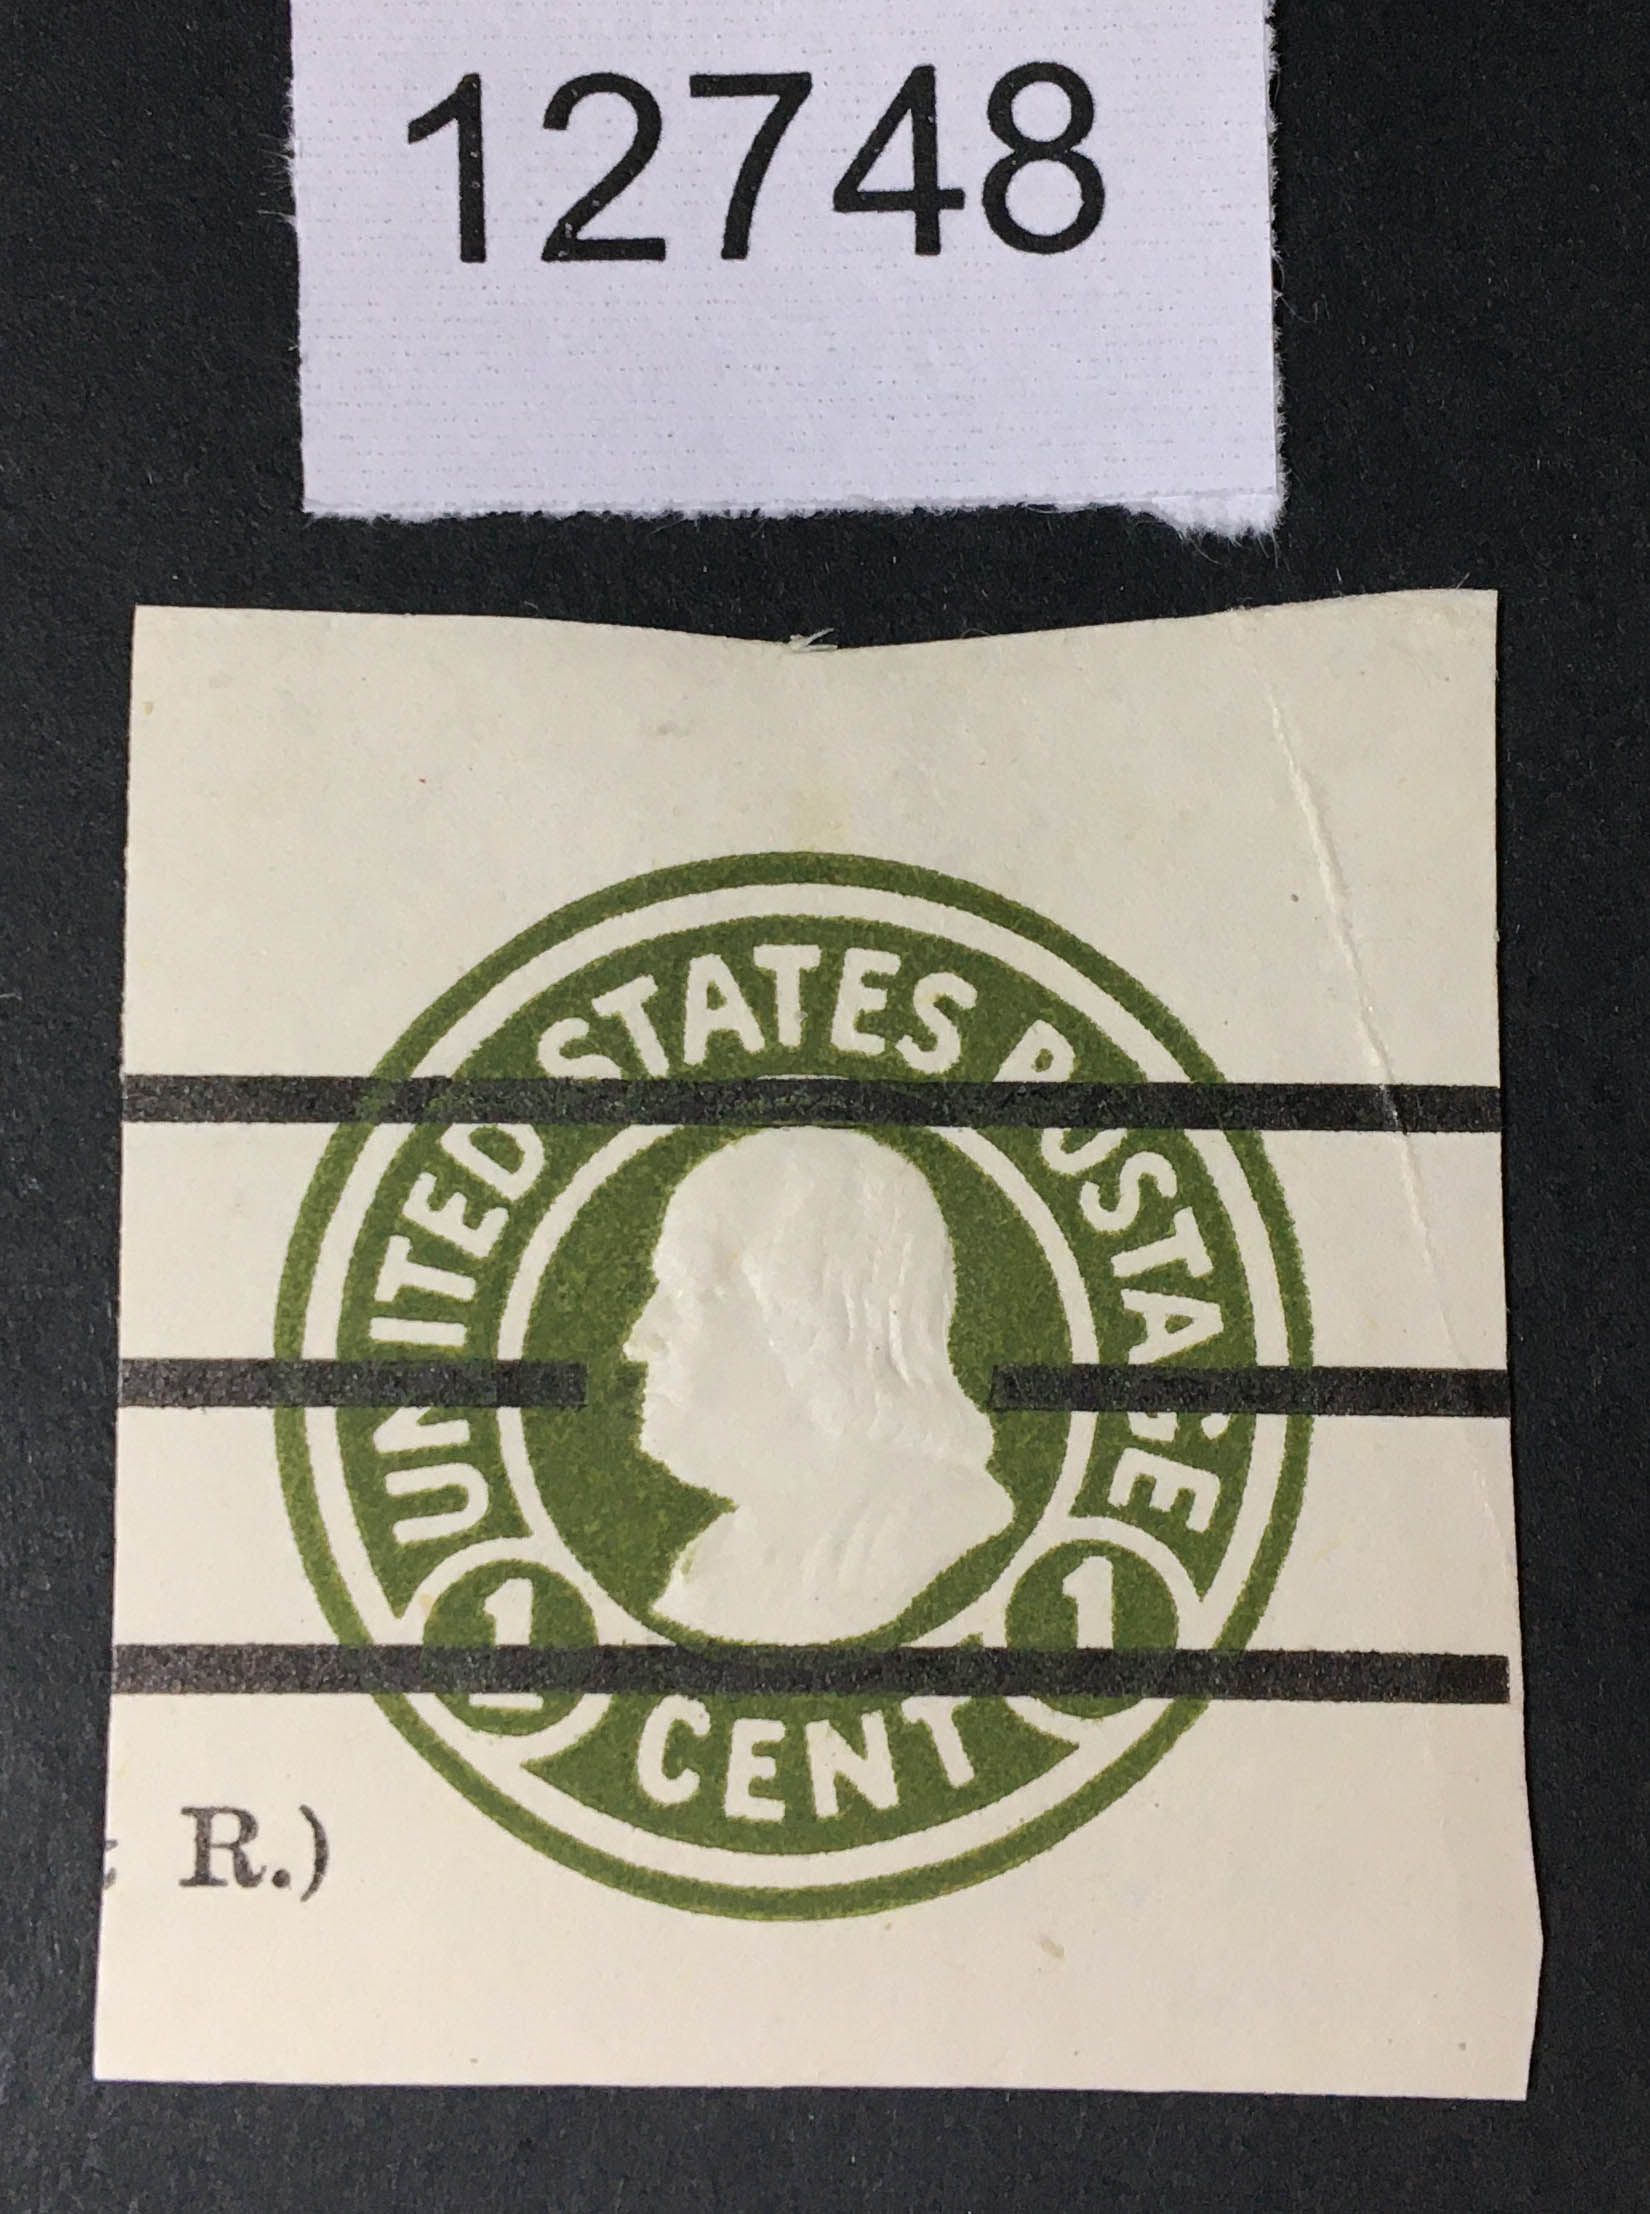 12748
UNITED STATES POSTAGE
1 1
CENT
R.)